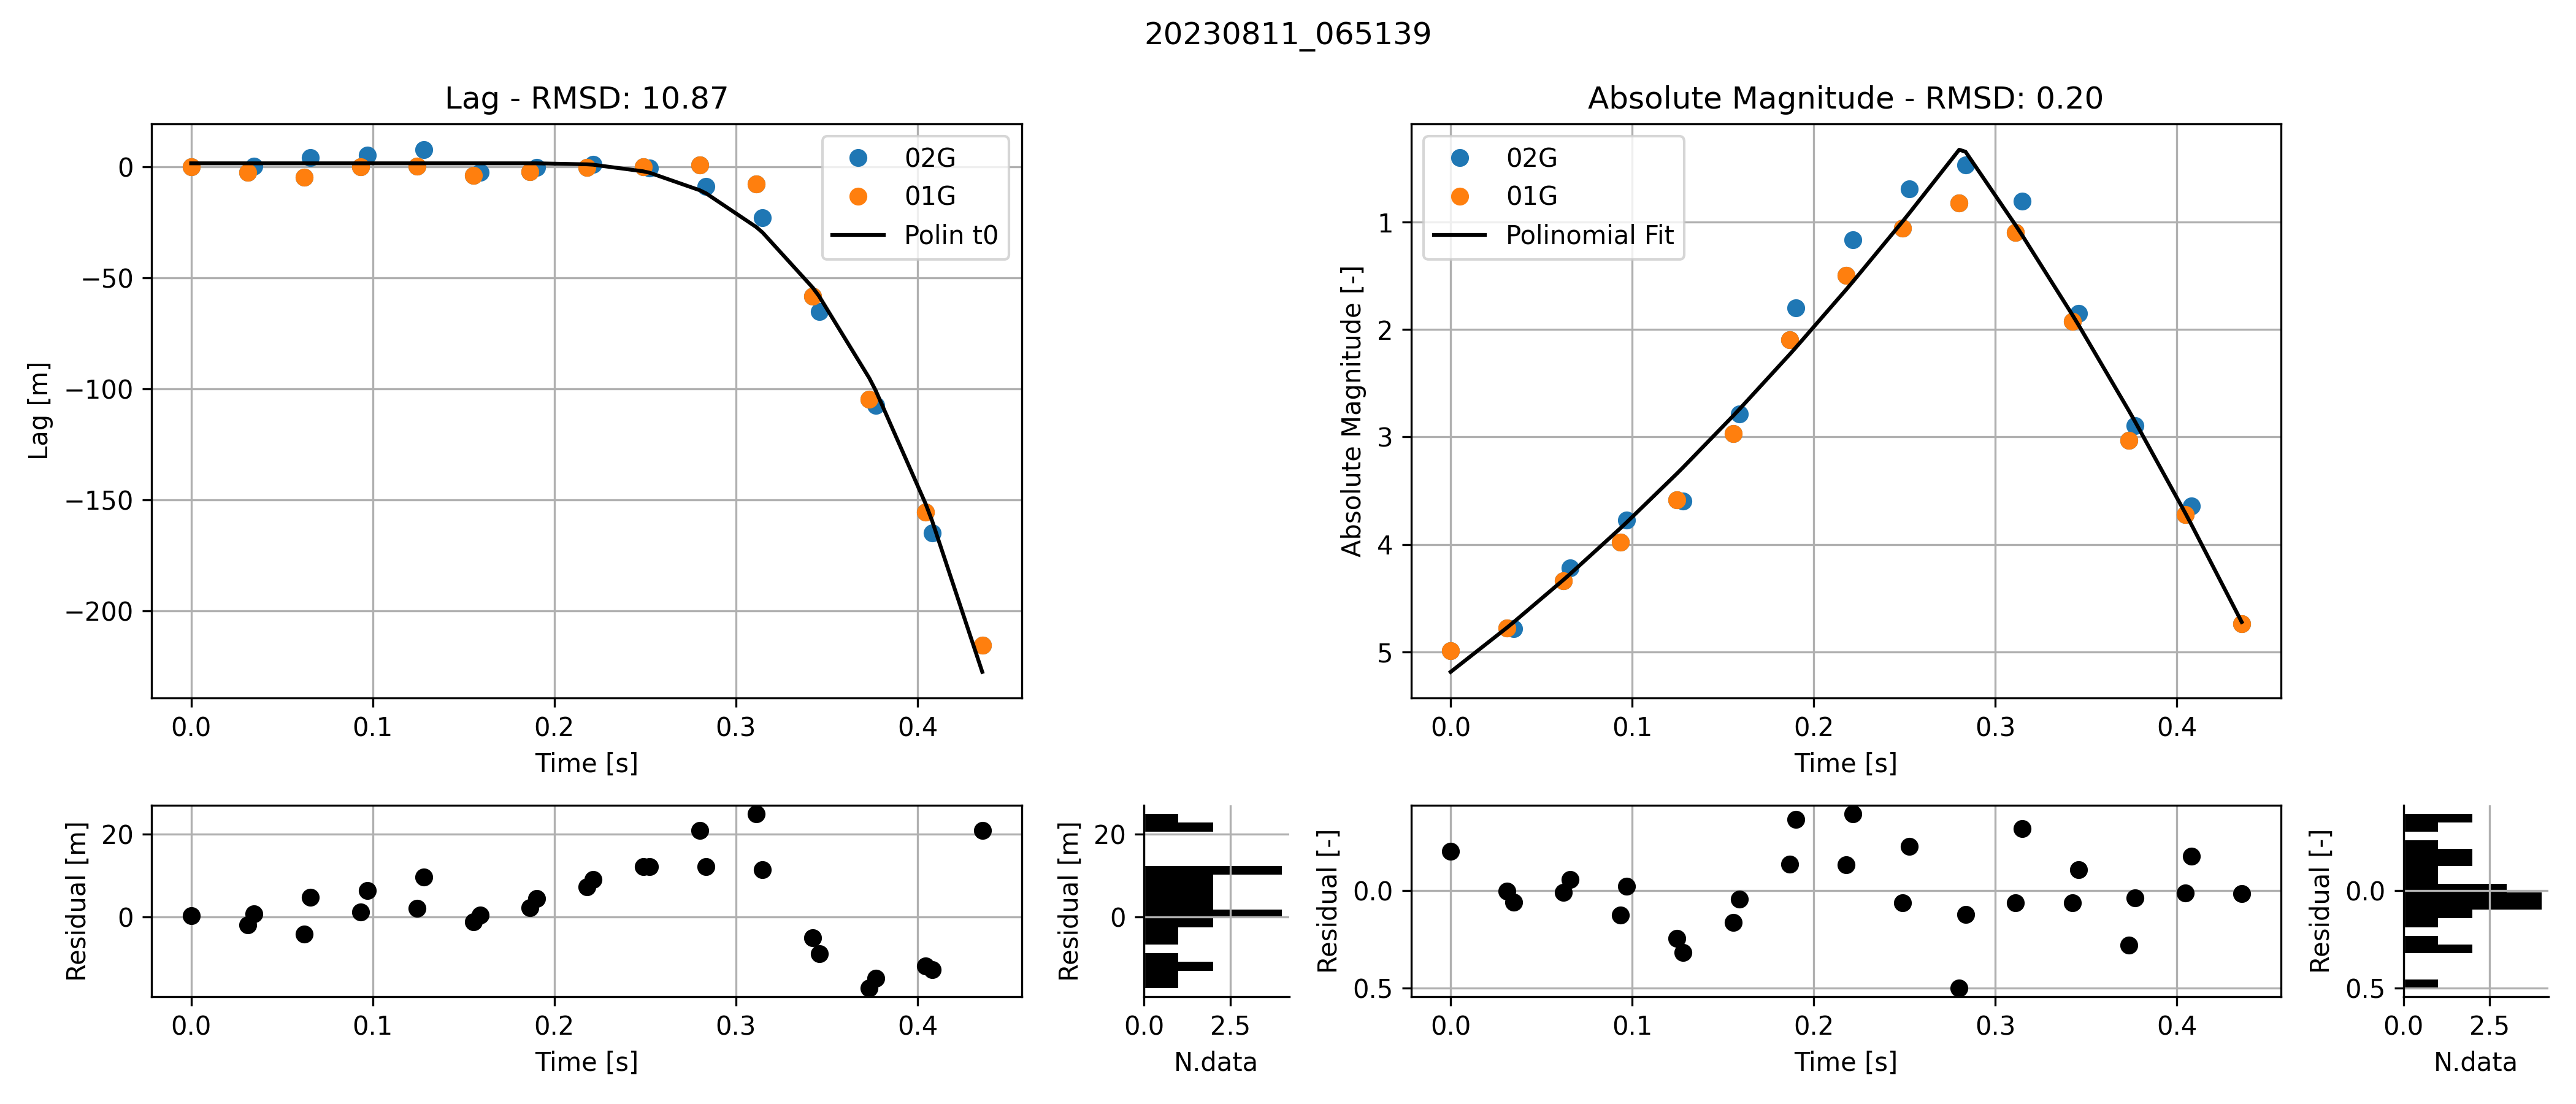 20230811_065139
Lag - RMSD: 10.87
02G
01G
Polin t0
0
−50
−100
−150
−200
Lag [m]
0.0 0.1 0.2 0.3 0.4
Time [s]
Absolute Magnitude - RMSD: 0.20
02G
01G
Polinomial Fit
1
2
3
4
5
Absolute Magnitude [-]
0.0 0.1 0.2 0.3 0.4
Time [s]
20
0
Residual [m]
0.0 0.1 0.2 0.3 0.4
Time [s]
20
0
Residual [m]
0.0 2.5
N.data
0.0
0.5
Residual [-]
0.0 0.1 0.2 0.3 0.4
Time [s]
0.0
0.5
Residual [-]
0.0 2.5
N.data